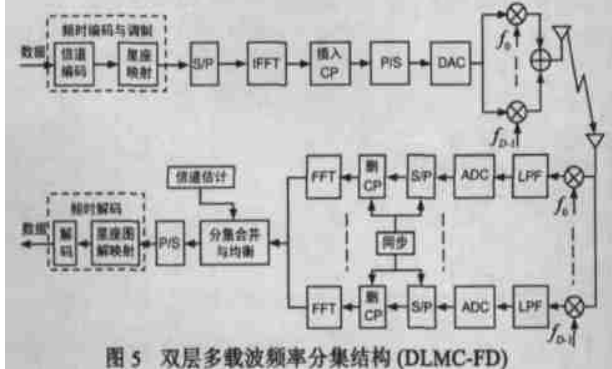 频时编码与调制
数据
信道
编码
星座
映射
S/P
IFFT
插入
CP
P/S
DAC
f0
fD-1
信道估计
频时解码
数据
解
码
星座图
解映射
P/S
分集合并
与均衡
FFT
删
CP
S/P
ADC
LPF
f0
同步
FFT
删
CP
S/P
ADC
LPF
fD-1
图 5 双层多载波频率分集结构 (DLMC-FD)